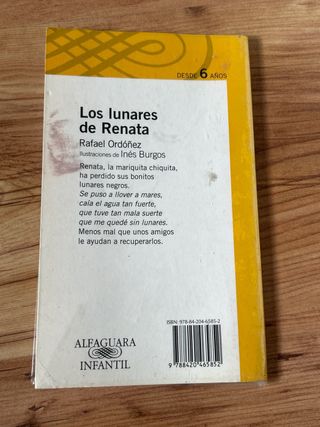 DESDE 6 AÑOS
Los lunares
de Renata
Rafael Ordóñez
Ilustraciones de Inés Burgos
Renata, la mariquita chiquita,
ha perdido sus bonitos
lunares negros.
Se puso a llover a mares,
caía el agua tan fuerte,
que tuve tan mala suerte
que me quedé sin lunares.
Menos mal que unos amigos
le ayudan a recuperarlos.
ISBN: 978-84-204-6585-2
9 788420 465852
ALFAGUARA
INFANTIL